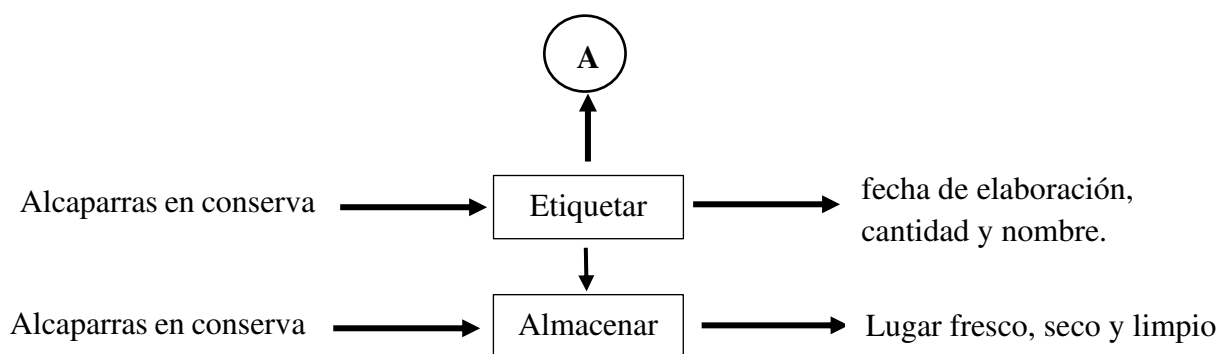 A
Alcaparras en conserva
Etiquetar
fecha de elaboración,
cantidad y nombre.
Alcaparras en conserva
Almacenar
Lugar fresco, seco y limpio